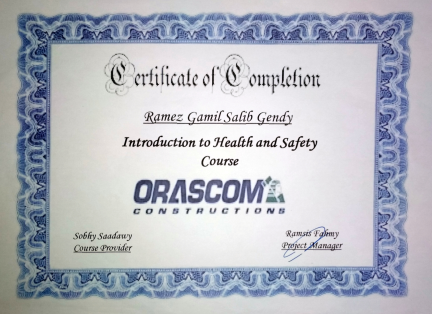 Certificate of Completion
Ramez Gamil Salib Gendy
Introduction to Health and Safety
Course
ORASCOM
CONSTRUCTIONS
Sobhy Saadawy
Course Provider
Ramsis Fahmy
Project Manager